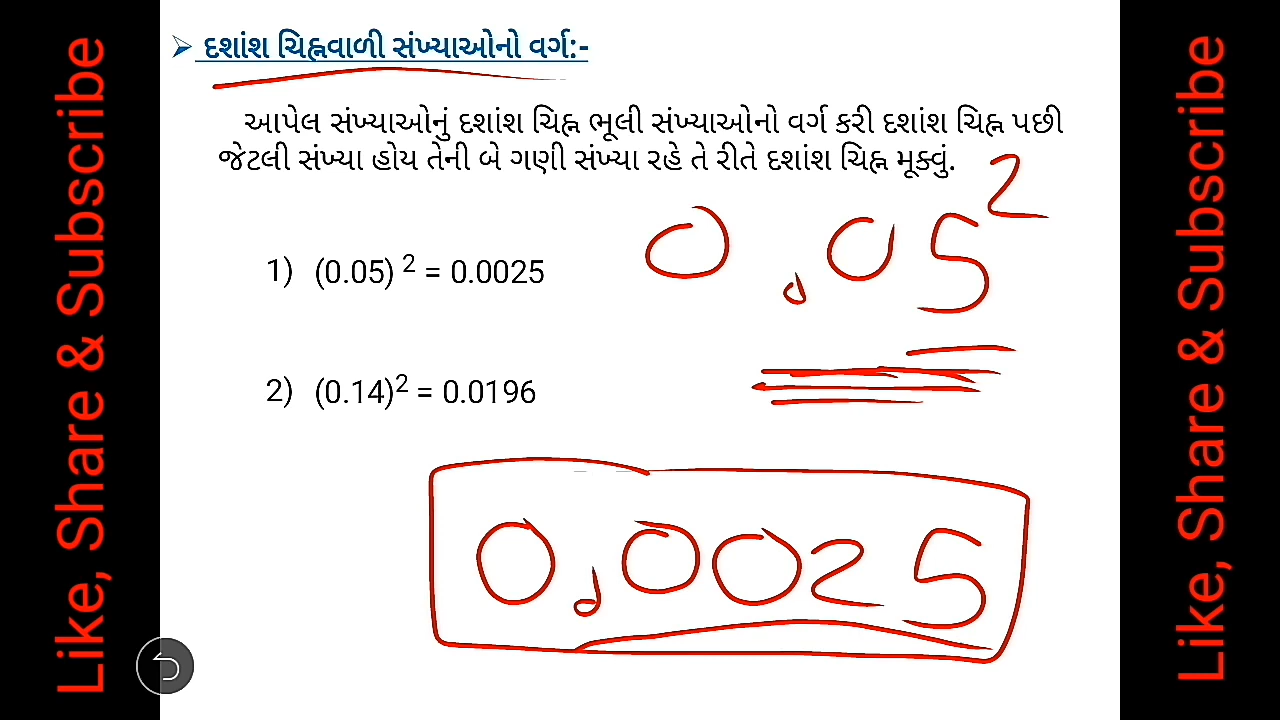 Like, Share & Subscribe
➢ દશાંશ ચિહ્નવાળી સંખ્યાઓનો વર્ગ:-
આપેલ સંખ્યાઓનું દશાંશ ચિહ્ન ભૂલી સંખ્યાઓનો વર્ગ કરી દશાંશ ચિહ્ન પછી
જેટલી સંખ્યા હોય તેની બે ગણી સંખ્યા રહે તે રીતે દશાંશ ચિહ્ન મૂક્વું.
0.05²
1) (0.05) ² = 0.0025
2) (0.14)² = 0.0196
0.0025
Like, Share & Subscribe